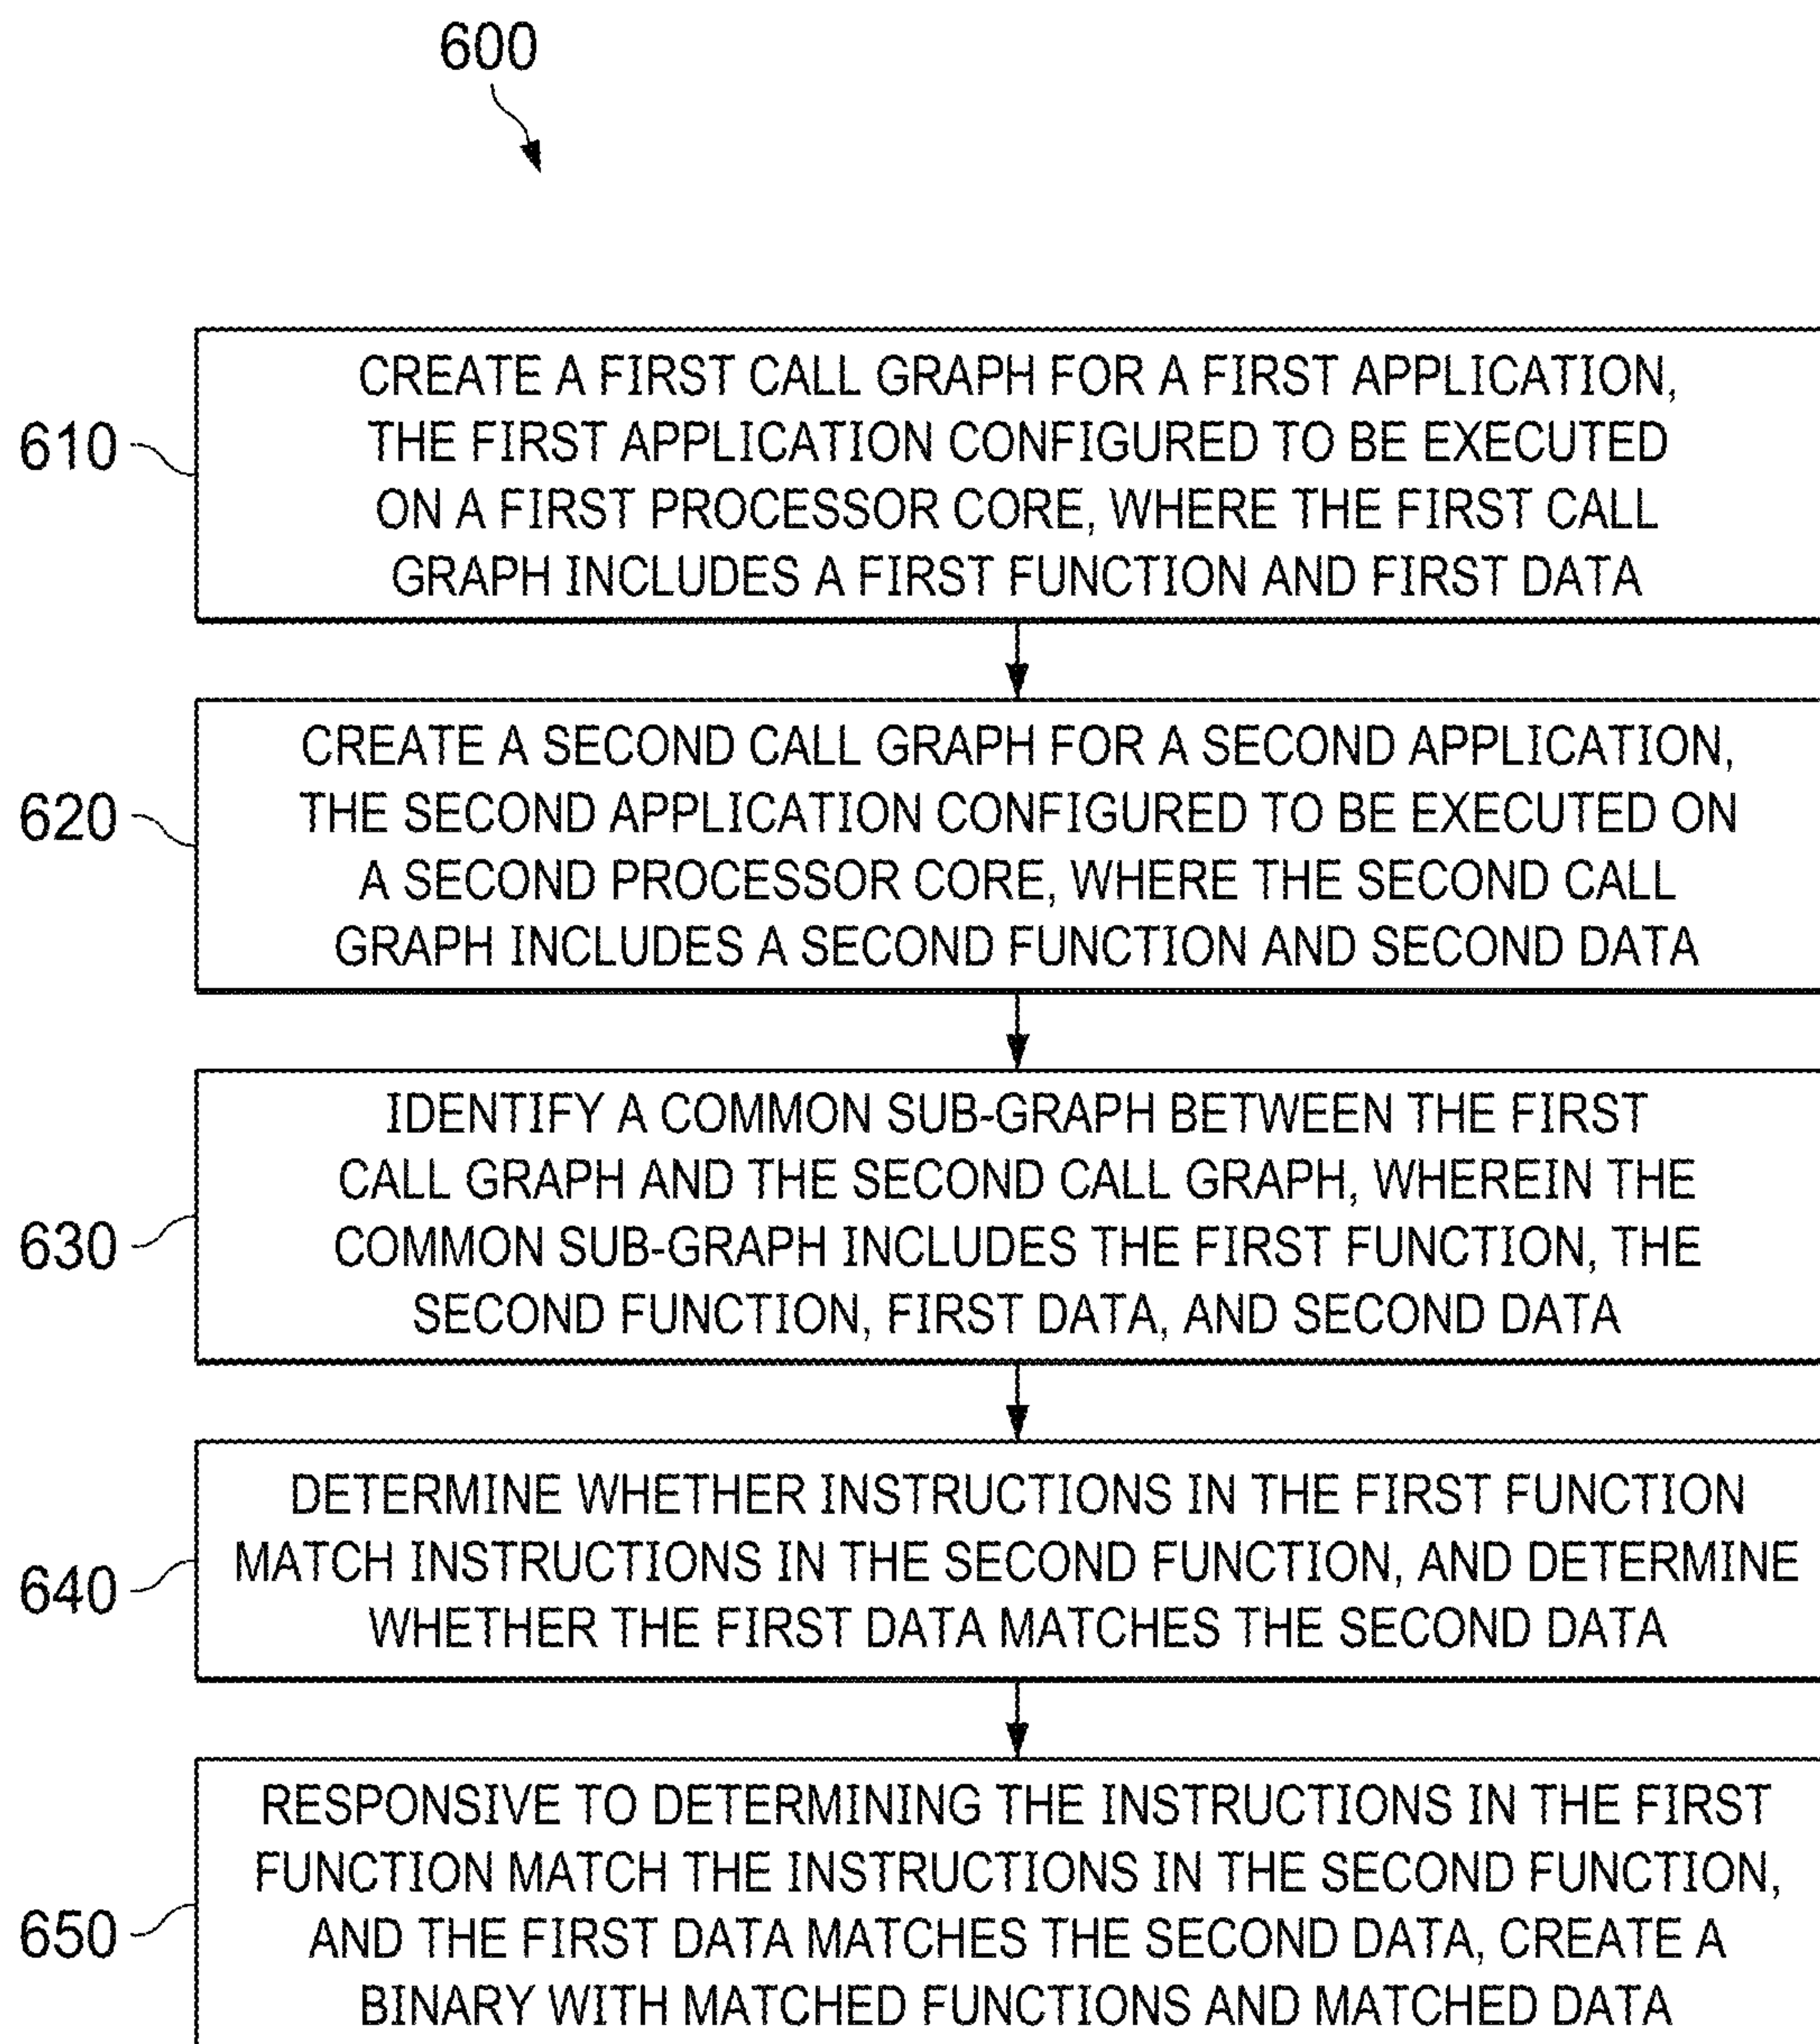 600
610
CREATE A FIRST CALL GRAPH FOR A FIRST APPLICATION,
THE FIRST APPLICATION CONFIGURED TO BE EXECUTED
ON A FIRST PROCESSOR CORE, WHERE THE FIRST CALL
GRAPH INCLUDES A FIRST FUNCTION AND FIRST DATA
620
CREATE A SECOND CALL GRAPH FOR A SECOND APPLICATION,
THE SECOND APPLICATION CONFIGURED TO BE EXECUTED ON
A SECOND PROCESSOR CORE, WHERE THE SECOND CALL
GRAPH INCLUDES A SECOND FUNCTION AND SECOND DATA
630
IDENTIFY A COMMON SUB-GRAPH BETWEEN THE FIRST
CALL GRAPH AND THE SECOND CALL GRAPH, WHEREIN THE
COMMON SUB-GRAPH INCLUDES THE FIRST FUNCTION, THE
SECOND FUNCTION, FIRST DATA, AND SECOND DATA
640
DETERMINE WHETHER INSTRUCTIONS IN THE FIRST FUNCTION
MATCH INSTRUCTIONS IN THE SECOND FUNCTION, AND DETERMINE
WHETHER THE FIRST DATA MATCHES THE SECOND DATA
650
RESPONSIVE TO DETERMINING THE INSTRUCTIONS IN THE FIRST
FUNCTION MATCH THE INSTRUCTIONS IN THE SECOND FUNCTION,
AND THE FIRST DATA MATCHES THE SECOND DATA, CREATE A
BINARY WITH MATCHED FUNCTIONS AND MATCHED DATA